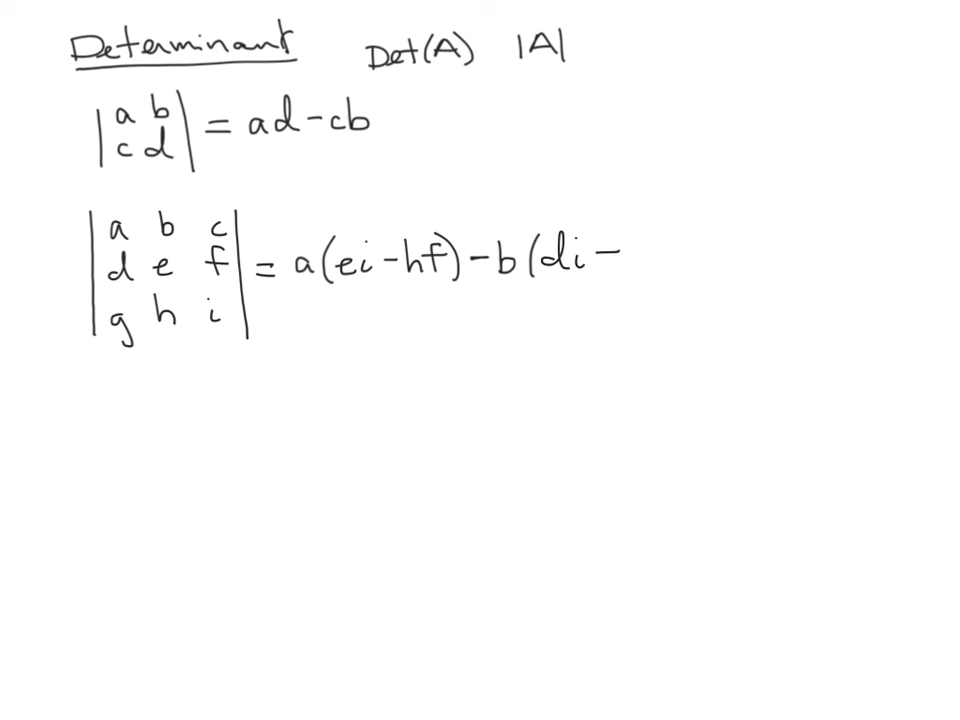 Determinant Det(A) |A|
|a b| = ad-cb
|c d|
|a b c|
|d e f| = a(ei-hf)-b(di-
|g h i|